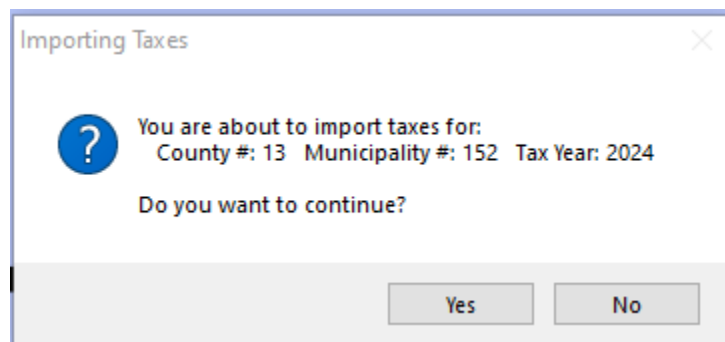 Importing Taxes
You are about to import taxes for:
County #: 13   Municipality #: 152   Tax Year: 2024
Do you want to continue?
Yes
No